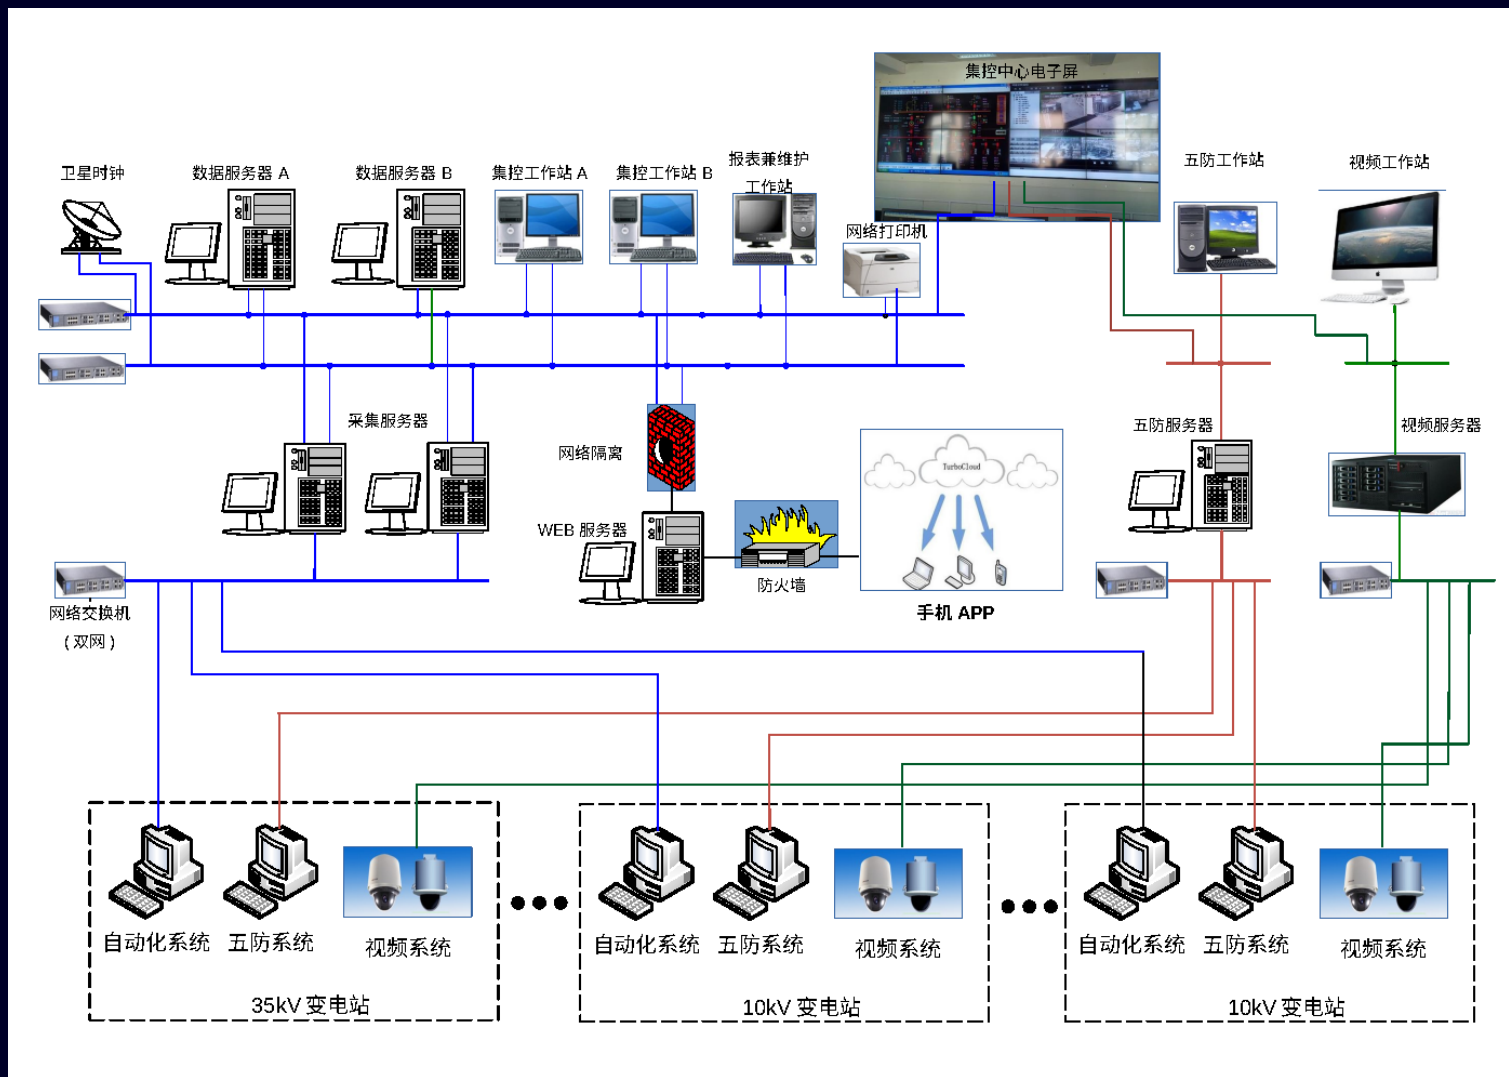 集控中心电子屏
卫星时钟
数据服务器 A
数据服务器 B
集控工作站 A
集控工作站 B
报表兼维护
工作站
网络打印机
五防工作站
视频工作站
采集服务器
网络隔离
五防服务器
视频服务器
TurboCloud
WEB 服务器
防火墙
手机 APP
网络交换机
(双网)
自动化系统
五防系统
视频系统
35kV 变电站
自动化系统
五防系统
视频系统
10kV 变电站
自动化系统
五防系统
视频系统
10kV 变电站